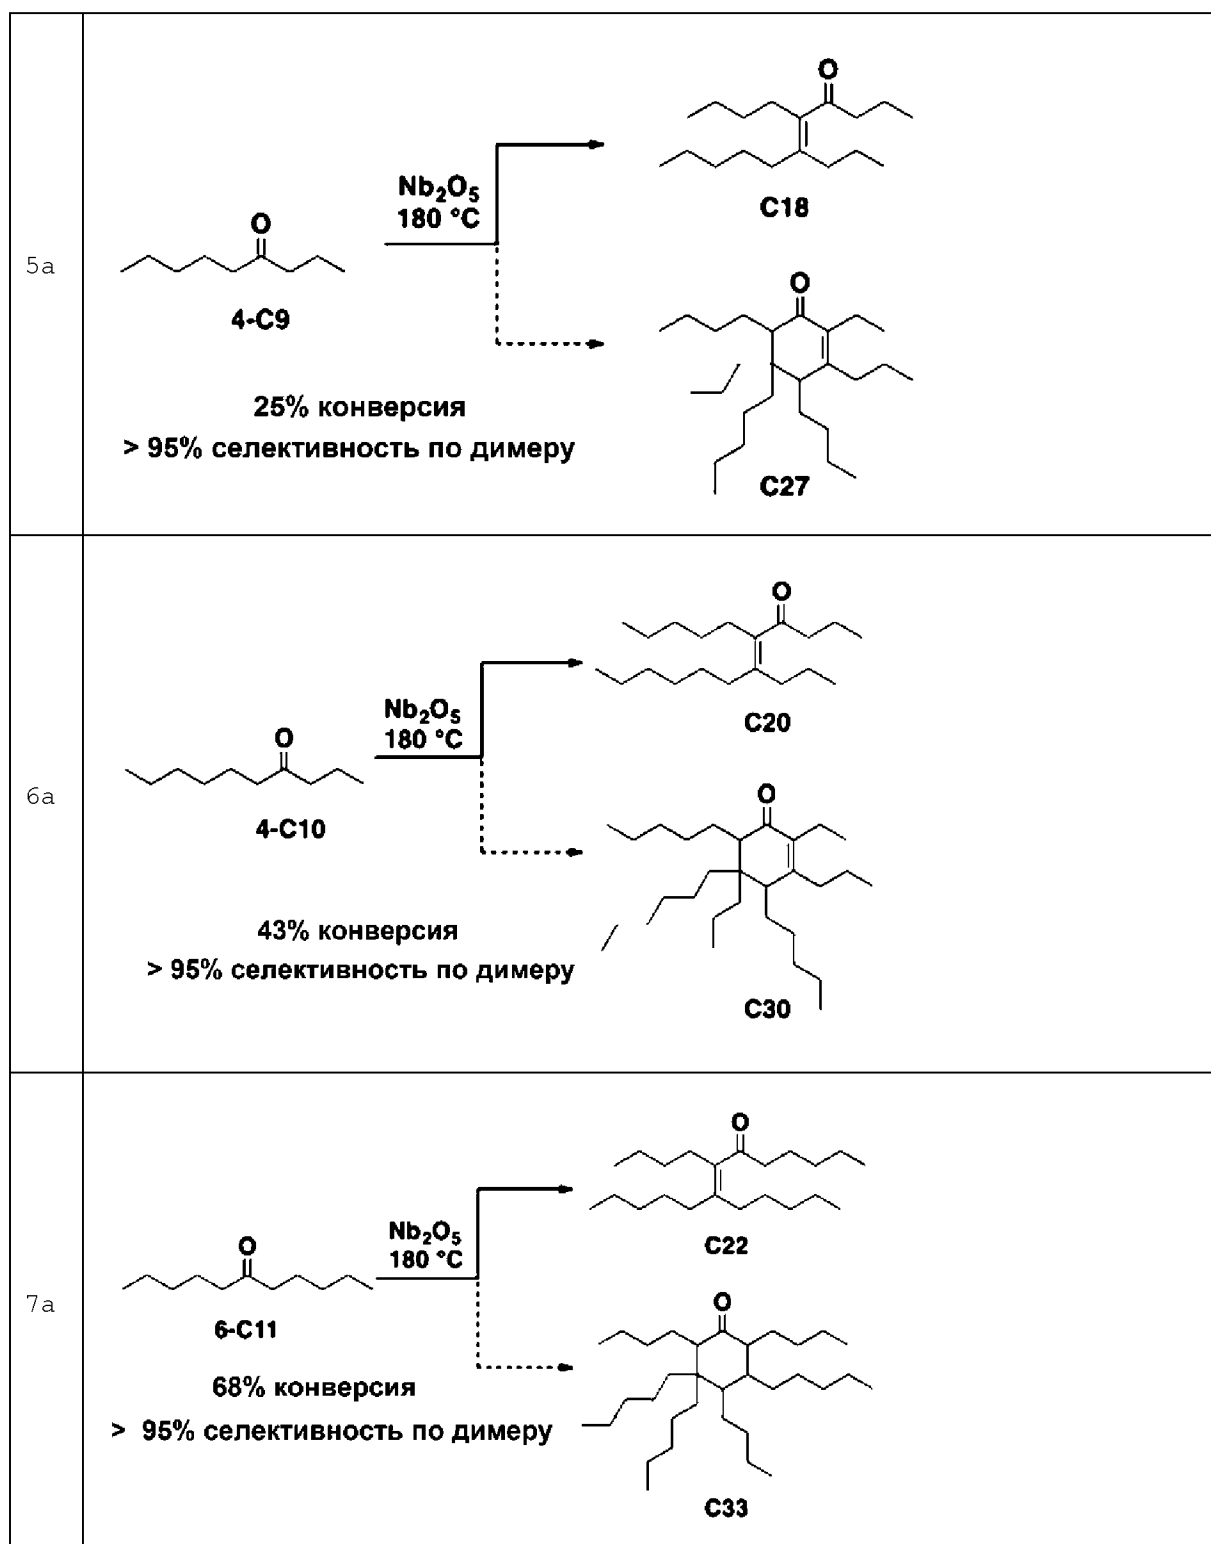 5a
O
C18
Nb₂O₅
180 °C
O
4-C9
O
C27
25% конверсия
> 95% селективность по димеру
6a
O
C20
Nb₂O₅
180 °C
O
4-C10
O
C30
43% конверсия
> 95% селективность по димеру
7a
O
C22
Nb₂O₅
180 °C
O
6-C11
O
C33
68% конверсия
> 95% селективность по димеру